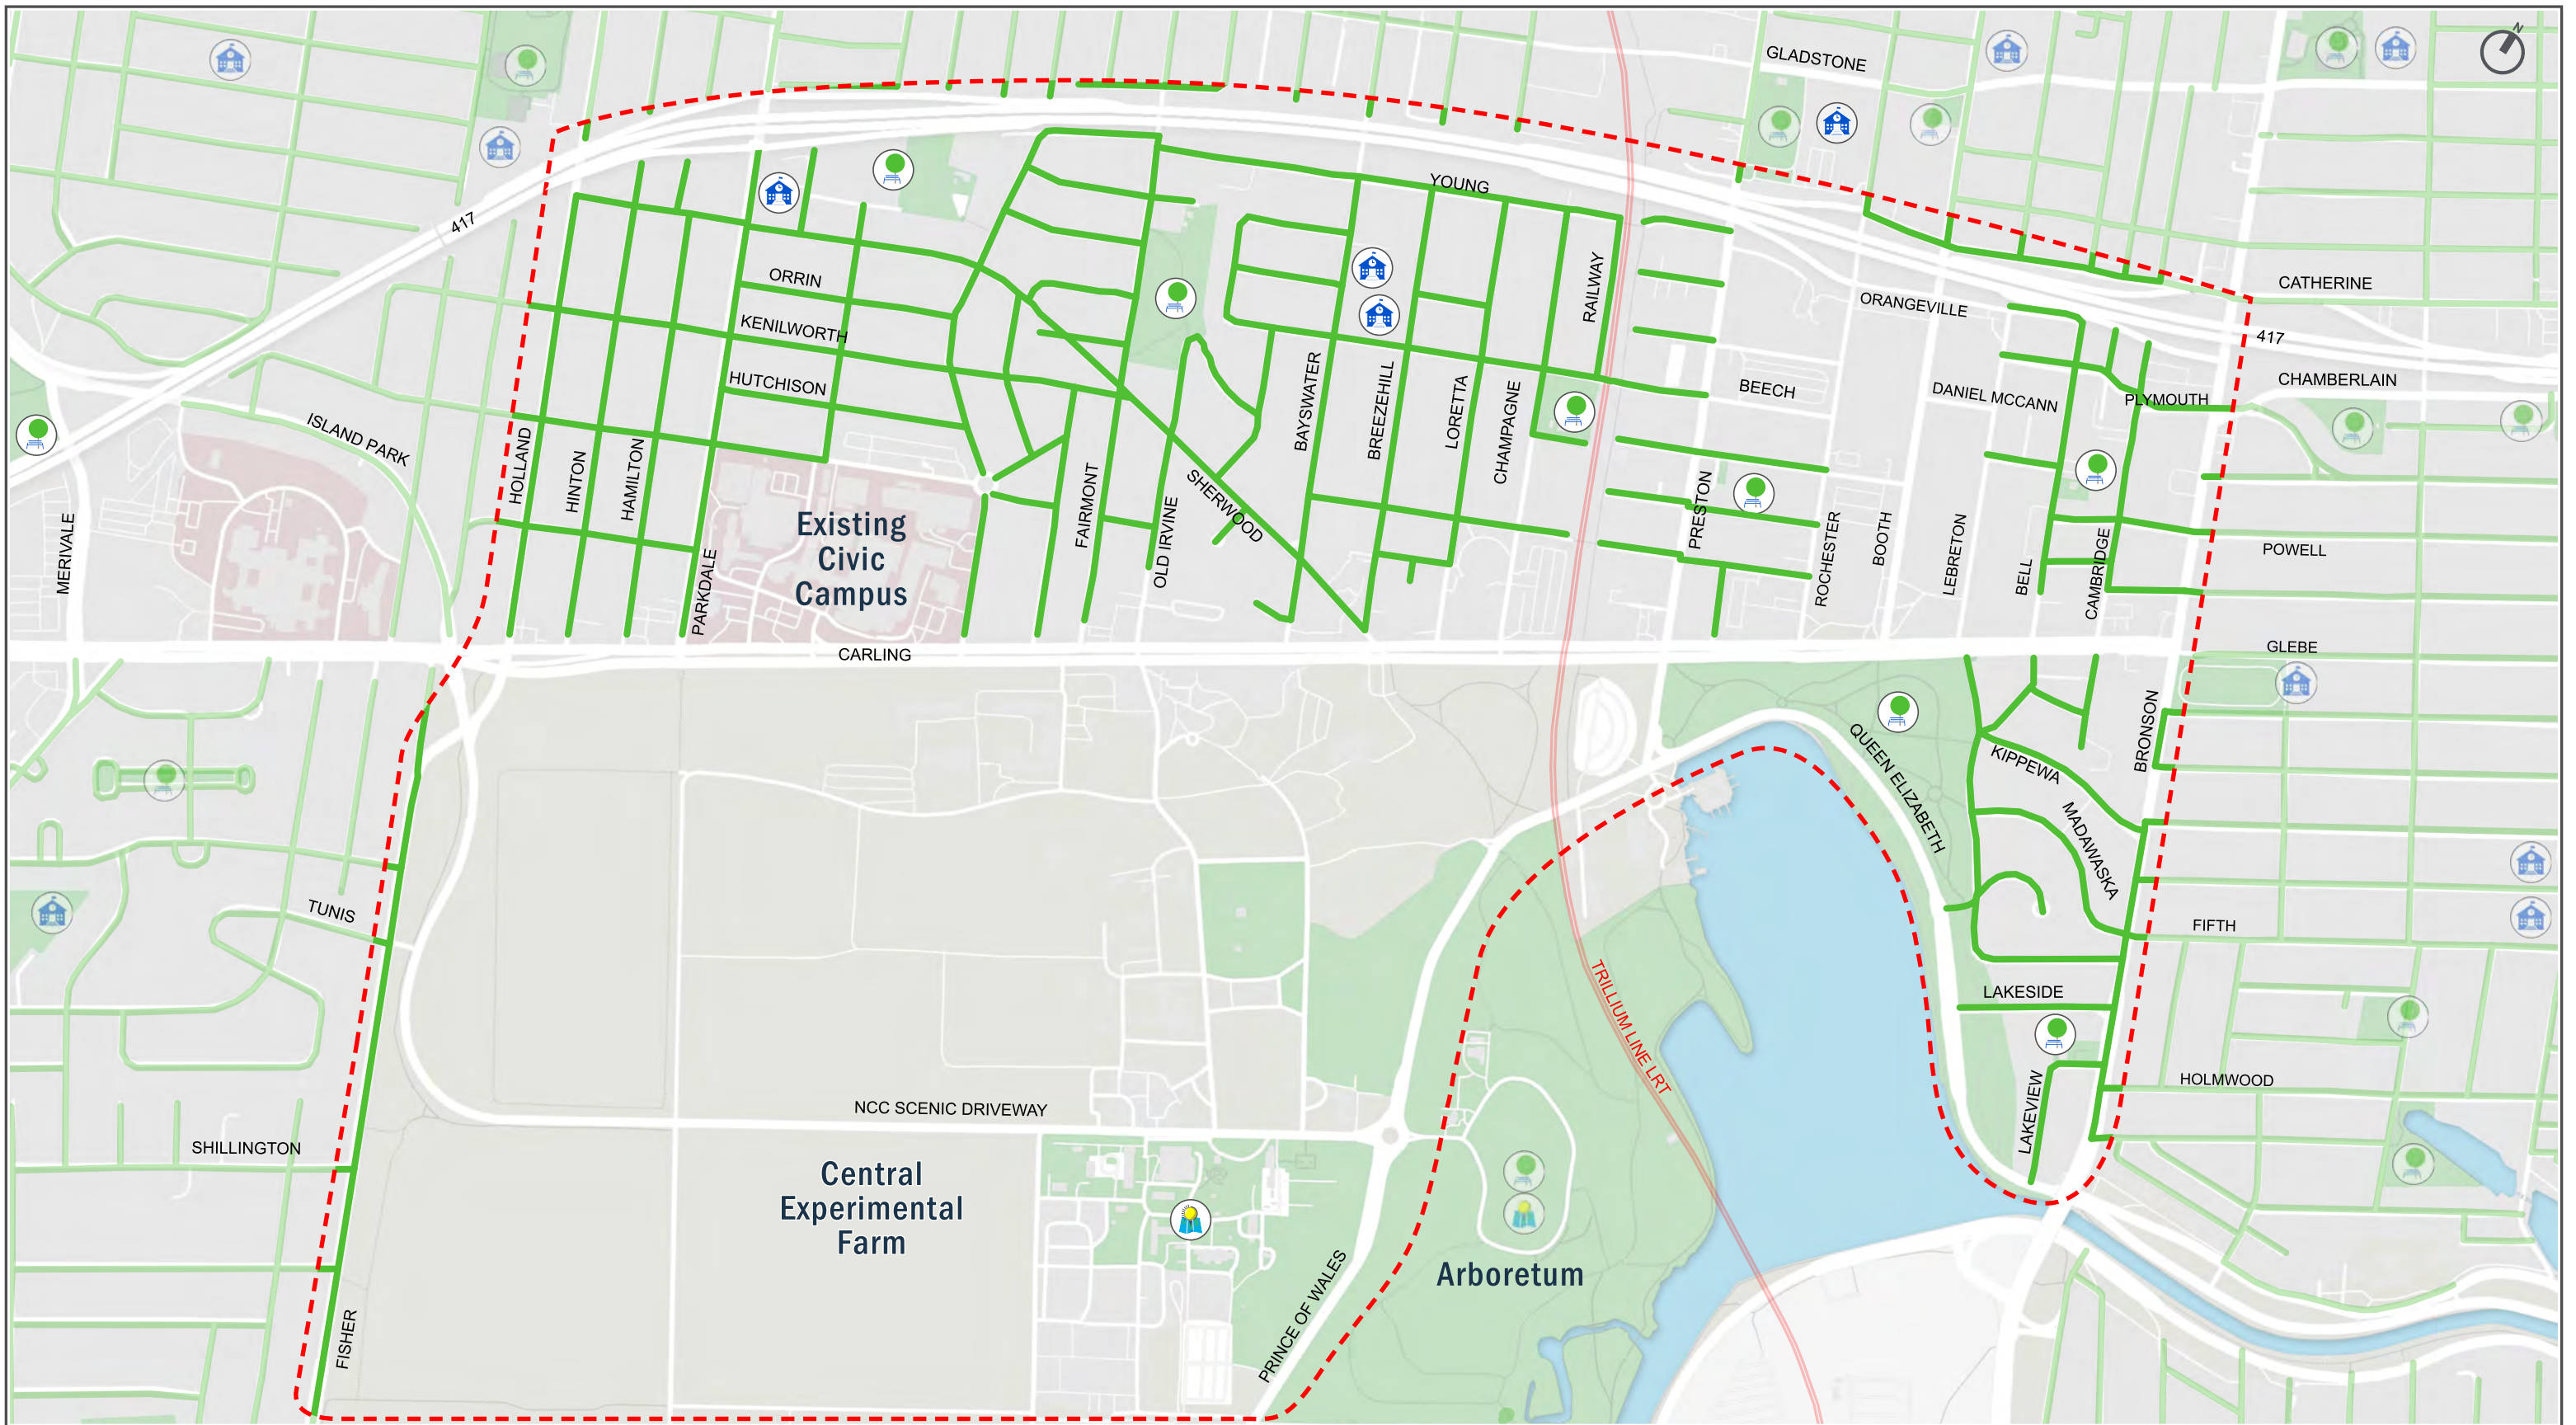 N
GLADSTONE
417
YOUNG
ORRIN
RAILWAY
CATHERINE
ORANGEVILLE
KENILWORTH
417
HUTCHISON
CHAMBERLAIN
BEECH
DANIEL MCCANN
PLYMOUTH
ISLAND PARK
BAYSWATER
BREEZEHILL
LORETTA
CHAMPAGNE
HOLLAND
HINTON
HAMILTON
FAIRMONT
SHERWOOD
PRESTON
Existing
Civic
Campus
MERIVALE
OLD IRVINE
ROCHESTER
BOOTH
LEBRETON
BELL
CAMBRIDGE
POWELL
PARKDALE
CARLING
GLEBE
BRONSON
QUEEN ELIZABETH
KIPPEWA
MADAWASKA
TUNIS
FIFTH
LAKESIDE
TRILLIUM LINE LRT
HOLMWOOD
NCC SCENIC DRIVEWAY
LAKEVIEW
SHILLINGTON
Central
Experimental
Farm
Arboretum
PRINCE OF WALES
FISHER